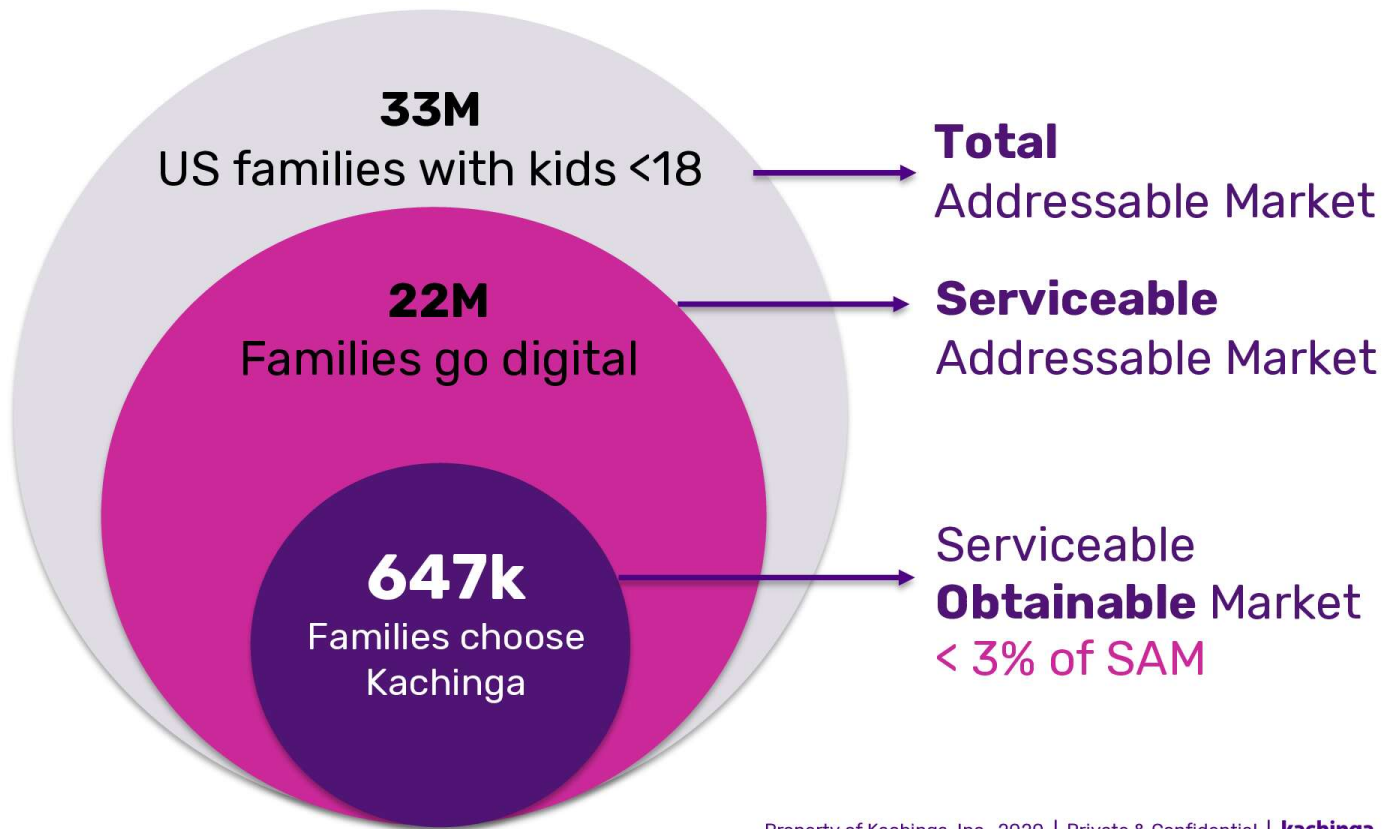 33M
US families with kids <18
Total
Addressable Market
22M
Families go digital
Serviceable
Addressable Market
647k
Families choose
Kachinga
Serviceable
Obtainable Market
< 3% of SAM
Property of Kachinga, Inc., 2020 | Private & Confidential | kachinga